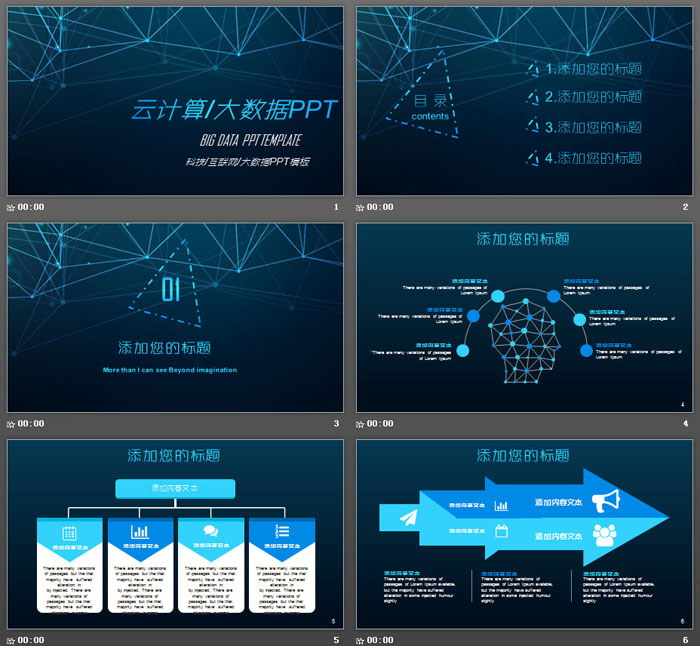 云计算/大数据PPT
BIG DATA PPT TEMPLATE
科技/互联网/大数据PPT模板
00:00
1
目 录
contents
1.添加您的标题
2.添加您的标题
3.添加您的标题
4.添加您的标题
00:00
2
01
添加您的标题
More than I can see Beyond imagination
00:00
3
添加您的标题
添加内容文本
There are many variations of passages of
Lorem Ipsum
添加内容文本
There are many variations of passages of
Lorem Ipsum
添加内容文本
There are many variations of passages of
Lorem Ipsum
添加内容文本
There are many variations of passages of
Lorem Ipsum
添加内容文本
"There are many variations of passages
of Lorem Ipsum
添加内容文本
There are many variations of passages of
Lorem Ipsum
4
00:00
4
添加您的标题
添加内容文本
添加内容文本
There are many variations of
passages but the that
majority have suffered
alteration in
by injected. There are
many variations of
passages but the that
majority have suffered
添加内容文本
There are many variations of
passages but the that
majority have suffered
alteration in
by injected. There are
many variations of
passages but the that
majority have suffered
添加内容文本
There are many variations of
passages but the that
majority have suffered
alteration in
by injected. There are
many variations of
passages but the that
majority have suffered
添加内容文本
There are many variations of
passages but the that
majority have suffered
alteration in
by injected. There are
many variations of
passages but the that
majority have suffered
5
00:00
5
添加您的标题
添加内容文本
添加内容文本
添加内容文本
添加内容文本
添加内容文本
There are many variations of
passages of Lorem Ipsum available,
but the majority have suffered
alteration in some injected humour
slightly
添加内容文本
There are many variations of
passages of Lorem Ipsum available,
but the majority have suffered
alteration in some injected humour
slightly
添加内容文本
There are many variations of
passages of Lorem Ipsum available,
but the majority have suffered
alteration in some injected humour
slightly
6
00:00
6